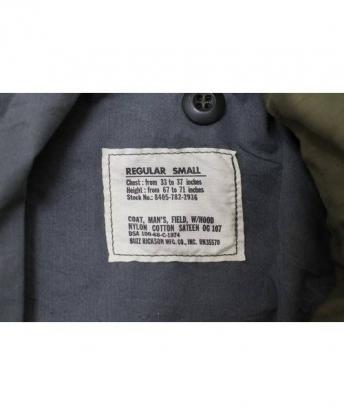 REGULAR SMALL
Chest: from 33 to 37 inches
Height: from 67 to 71 inches
Stock No.: 8405-782-2936
COAT, MAN'S, FIELD, W/HOOD
NYLON COTTON SATEEN OG 107
DSA 100-68-C-1974
BUZZ RICKSON MFG. CO., INC. BR35570